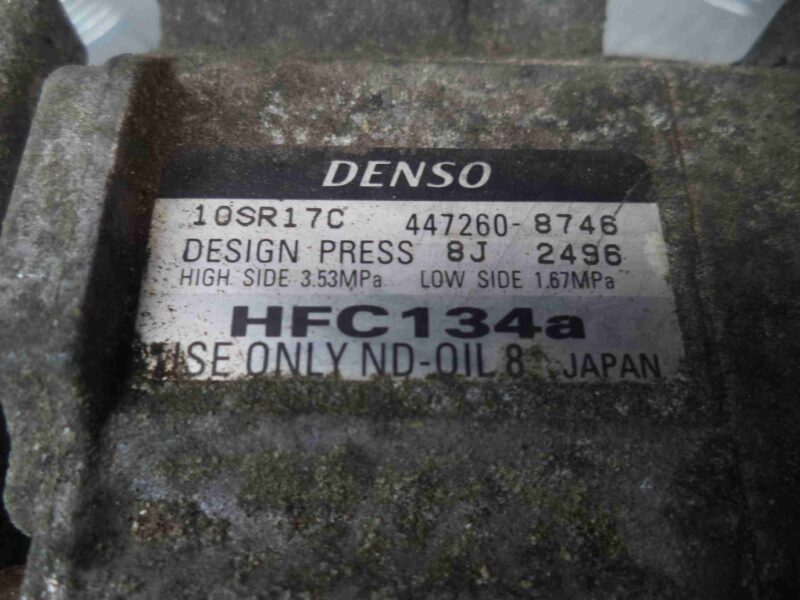 DENSO
10SR17C 447260-8746
DESIGN PRESS 8J 2496
HIGH SIDE 3.53MPa LOW SIDE 1.67MPa
HFC134a
USE ONLY ND-OIL 8 JAPAN